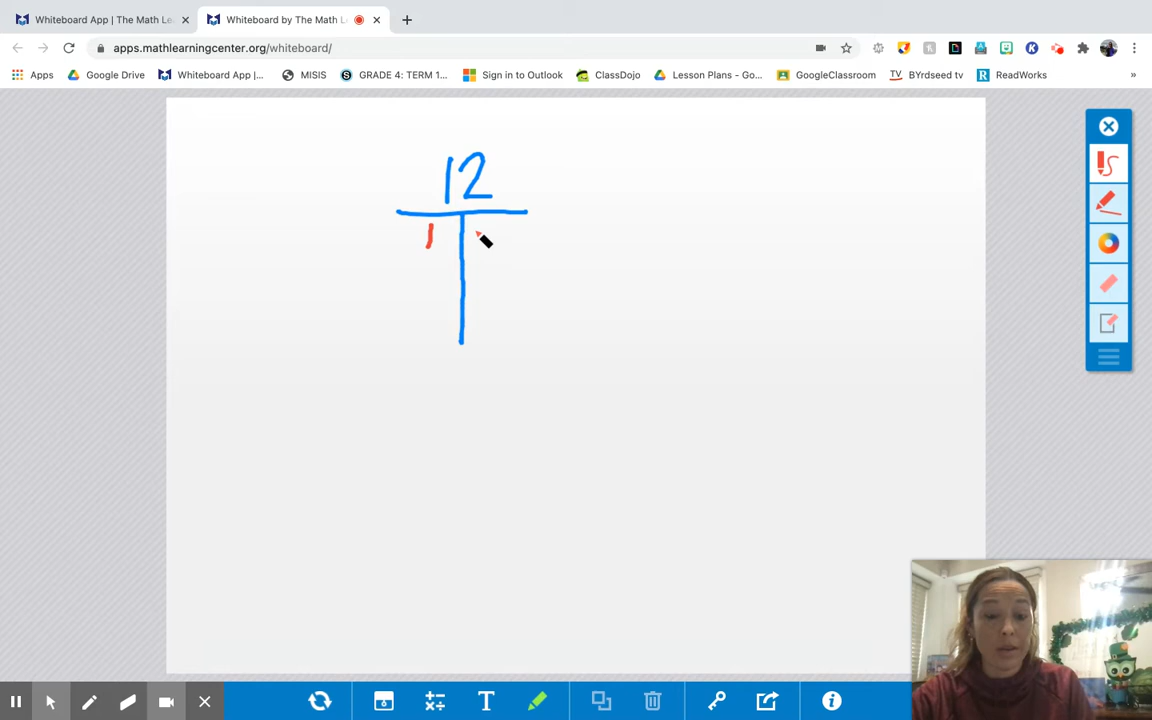 Whiteboard App | The Math Le
Whiteboard by The Math L
apps.mathlearningcenter.org/whiteboard/
Apps Google Drive Whiteboard App |... MISIS GRADE 4: TERM 1... Sign in to Outlook ClassDojo Lesson Plans - Go... GoogleClassroom TV BYrdseed tv R ReadWorks »
12
1